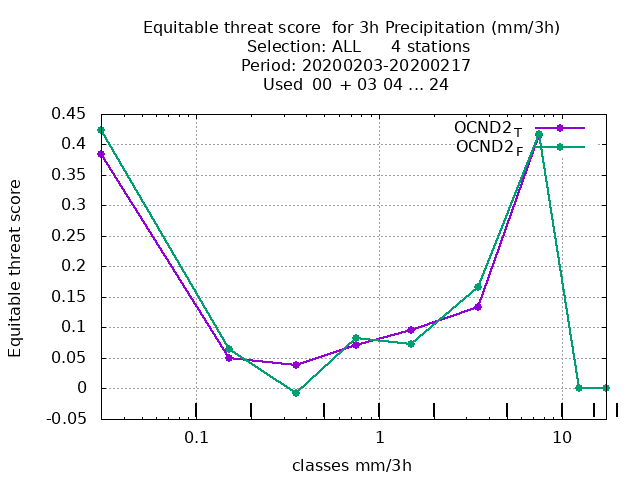 Equitable threat score  for 3h Precipitation (mm/3h)
Selection: ALL      4 stations
Period: 20200203-20200217
Used  00 + 03 04 ... 24
0.45
0.4
0.35
0.3
0.25
0.2
0.15
0.1
0.05
0
-0.05
Equitable threat score
OCND2T
OCND2F
0.1
1
10
classes mm/3h